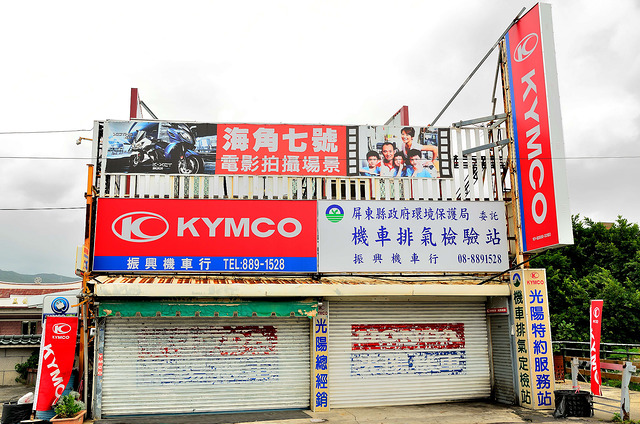 海角七號
電影拍攝場景
KYMCO
KYMCO
振興機車行 TEL:889-1528
屏東縣政府環境保護局 委託
機車排氣檢驗站
振興機車行 08-8891528
光陽總經銷
機車排氣定檢站
KYMCO
光陽特約服務站
KYMCO
KYMCO
KYMCO